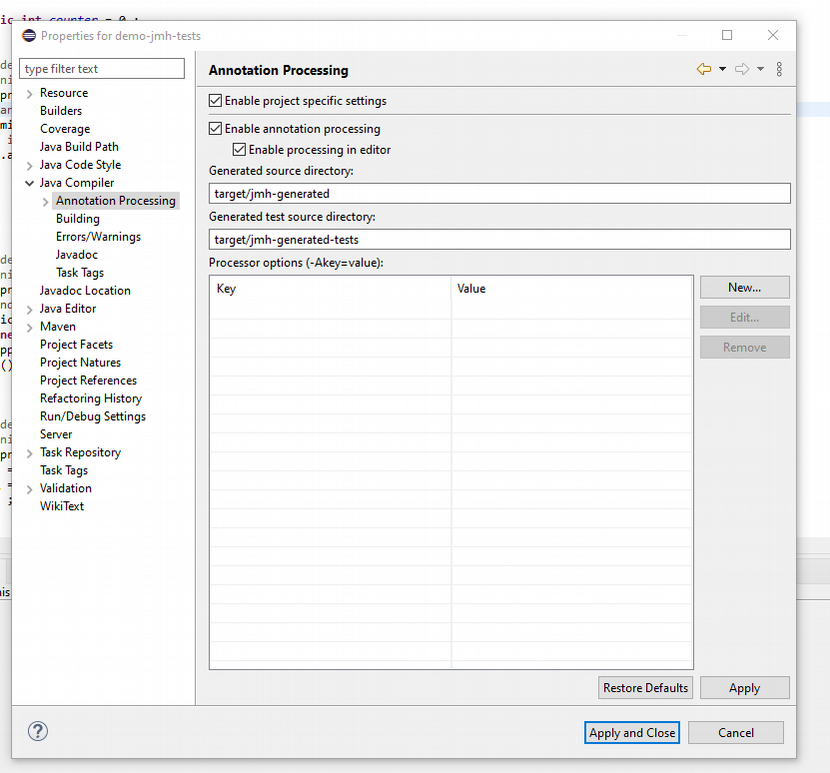 ic int counter = 0 ;
Properties for demo-jmh-tests
type filter text
Resource
Builders
Coverage
Java Build Path
Java Code Style
Java Compiler
Annotation Processing
Building
Errors/Warnings
Javadoc
Task Tags
Javadoc Location
Java Editor
Maven
Project Facets
Project Natures
Project References
Refactoring History
Run/Debug Settings
Server
Task Repository
Task Tags
Validation
WikiText
Annotation Processing
Enable project specific settings
Enable annotation processing
Enable processing in editor
Generated source directory:
target/jmh-generated
Generated test source directory:
target/jmh-generated-tests
Processor options (-Akey=value):
Key Value
New...
Edit...
Remove
Restore Defaults Apply
Apply and Close Cancel